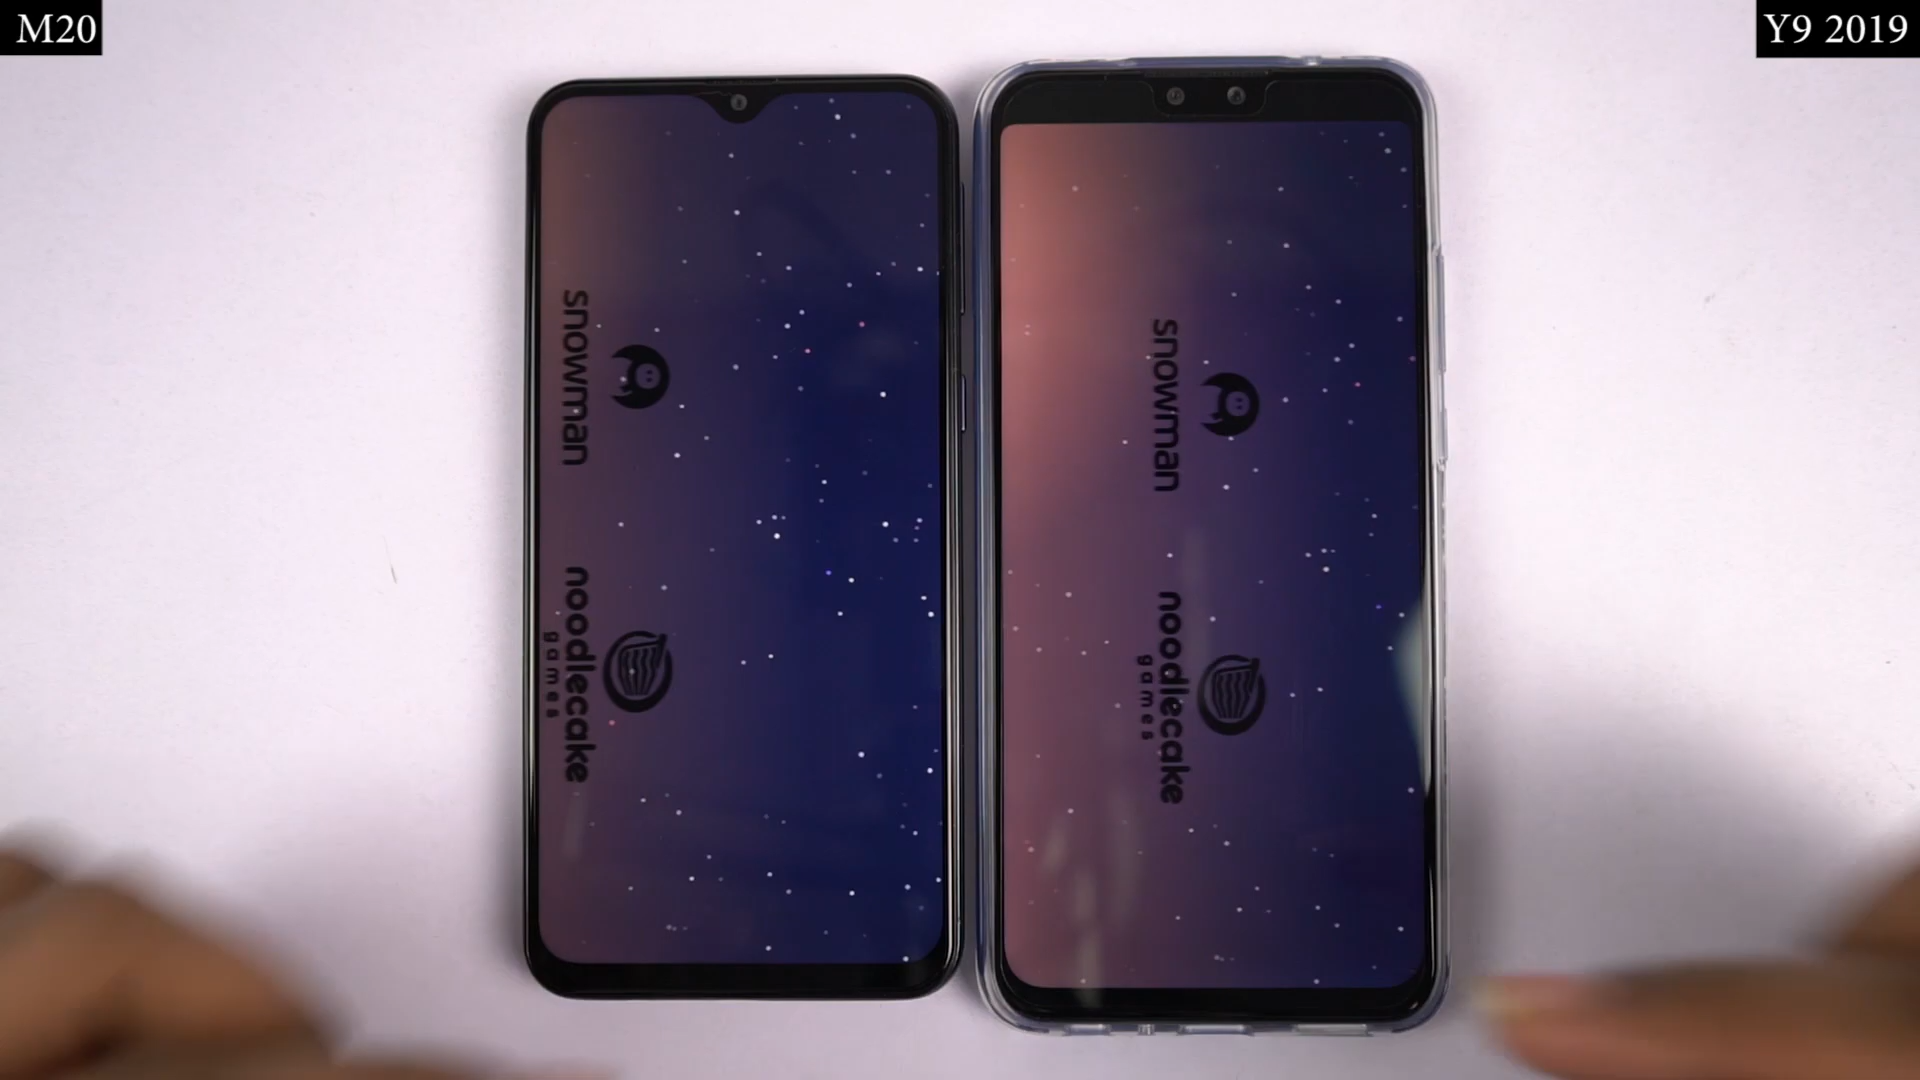 M20
Y9 2019
snowman
noodlecake
games
snowman
noodlecake
games